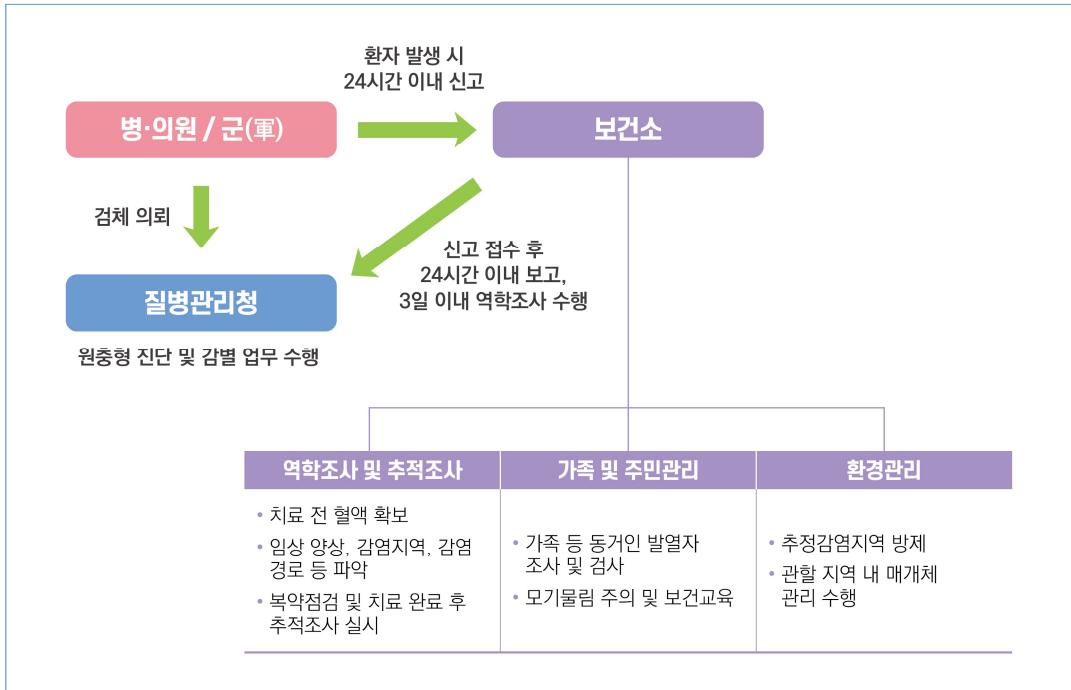 환자 발생 시
24시간 이내 신고
병·의원 / 군(軍)
보건소
검체 의뢰
신고 접수 후
24시간 이내 보고,
3일 이내 역학조사 수행
질병관리청
원충형 진단 및 감별 업무 수행
역학조사 및 추적조사
• 치료 전 혈액 확보
• 임상 양상, 감염지역, 감염
경로 등 파악
• 복약점검 및 치료 완료 후
추적조사 실시
가족 및 주민관리
• 가족 등 동거인 발열자
조사 및 검사
• 모기물림 주의 및 보건교육
환경관리
• 추정감염지역 방제
• 관할 지역 내 매개체
관리 수행